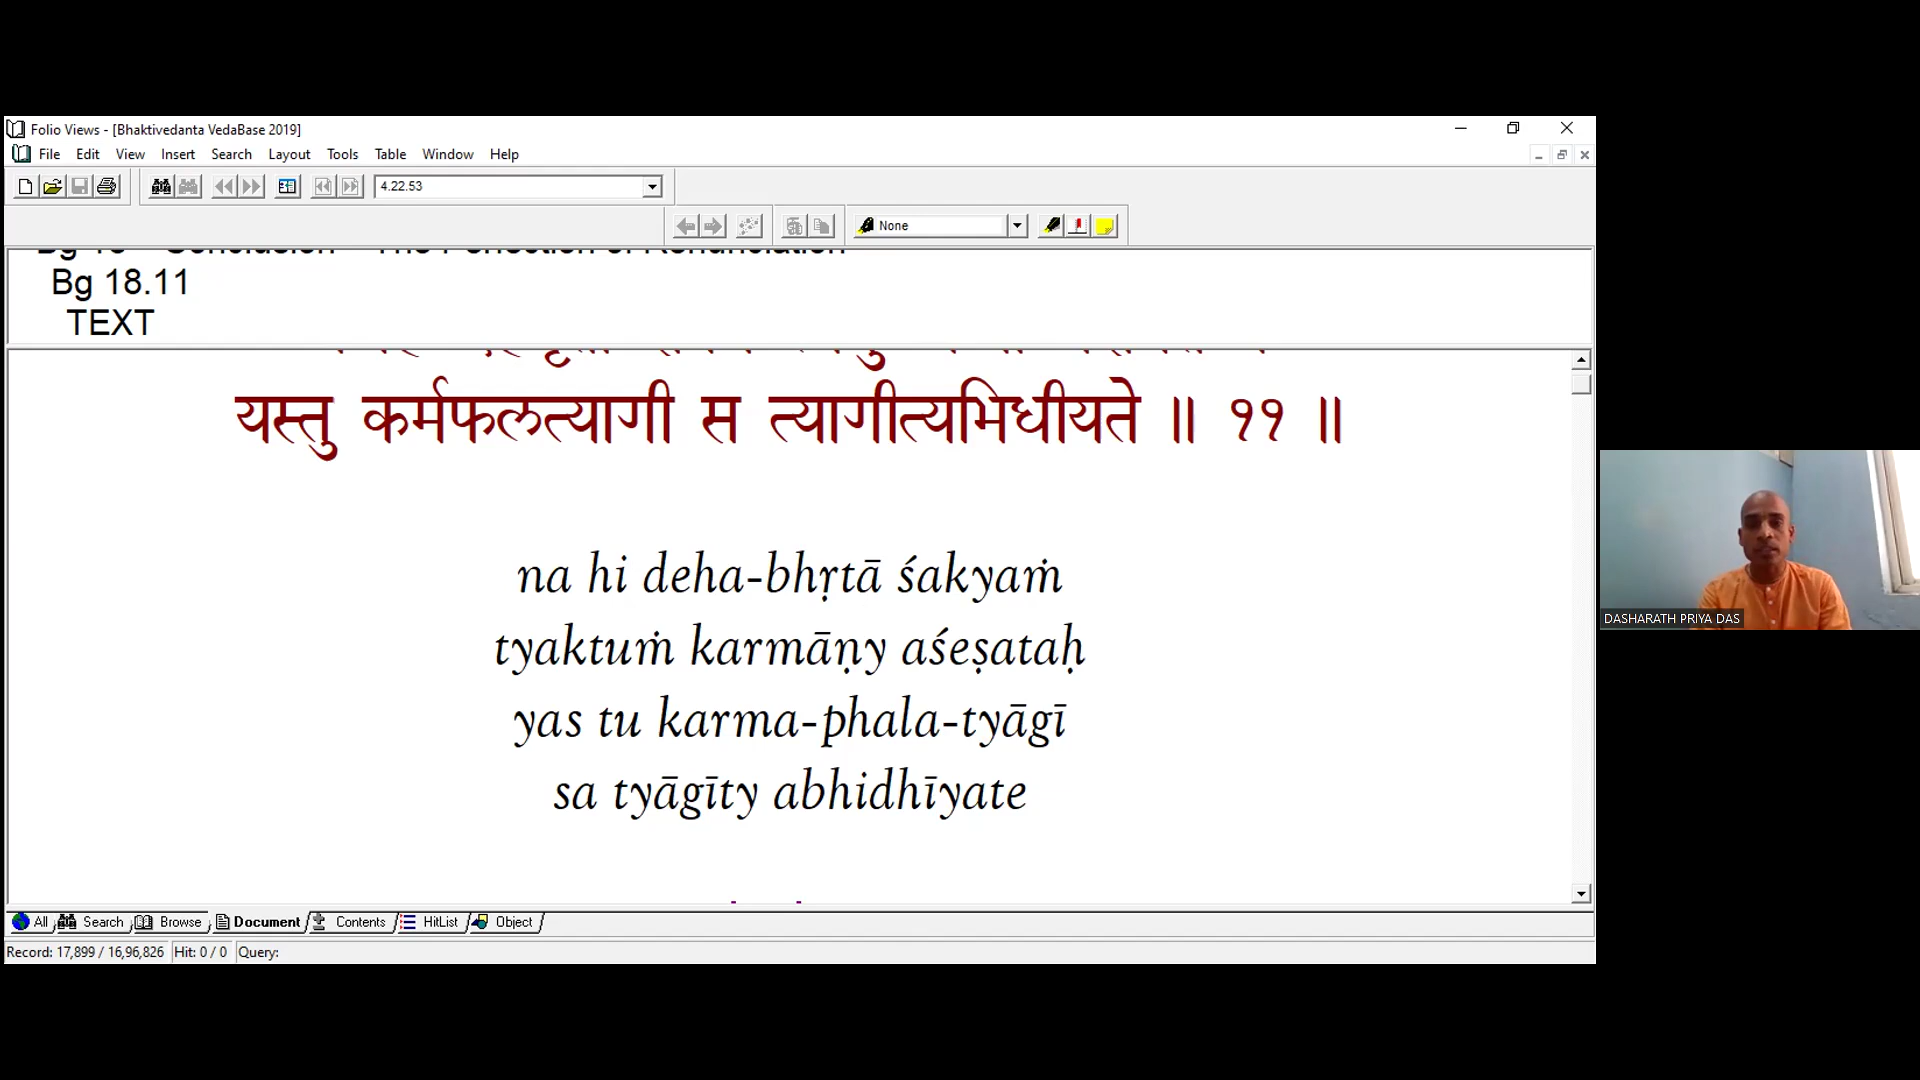 Folio Views - [Bhaktivedanta VedaBase 2019]
File Edit View Insert Search Layout Tools Table Window Help
4.22.53
None
Bg 18.11
TEXT
यस्तु कर्मफलत्यागी स त्यागीत्यभिधीयते ॥ ११ ॥
na hi deha-bhṛtā śakyaṁ
tyaktuṁ karmāṇy aśeṣataḥ
yas tu karma-phala-tyāgī
sa tyāgīty abhidhīyate
DASHARATH PRIYA DAS
All Search Browse Document Contents HitList Object
Record: 17,899 / 16,96,826 Hit: 0 / 0 Query: